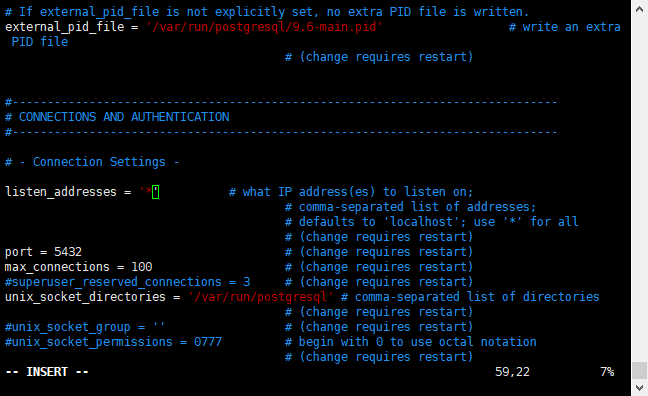 # If external_pid_file is not explicitly set, no extra PID file is written.
external_pid_file = '/var/run/postgresql/9.6-main.pid'                  # write an extra
 PID file
                                        # (change requires restart)
#------------------------------------------------------------------------------
# CONNECTIONS AND AUTHENTICATION
#------------------------------------------------------------------------------
# - Connection Settings -
listen_addresses = '*'          # what IP address(es) to listen on;
                                        # comma-separated list of addresses;
                                        # defaults to 'localhost'; use '*' for all
                                        # (change requires restart)
port = 5432                             # (change requires restart)
max_connections = 100                   # (change requires restart)
#superuser_reserved_connections = 3     # (change requires restart)
unix_socket_directories = '/var/run/postgresql' # comma-separated list of directories
                                        # (change requires restart)
#unix_socket_group = ''                 # (change requires restart)
#unix_socket_permissions = 0777         # begin with 0 to use octal notation
                                        # (change requires restart)
-- INSERT --                                                          59,22          7%